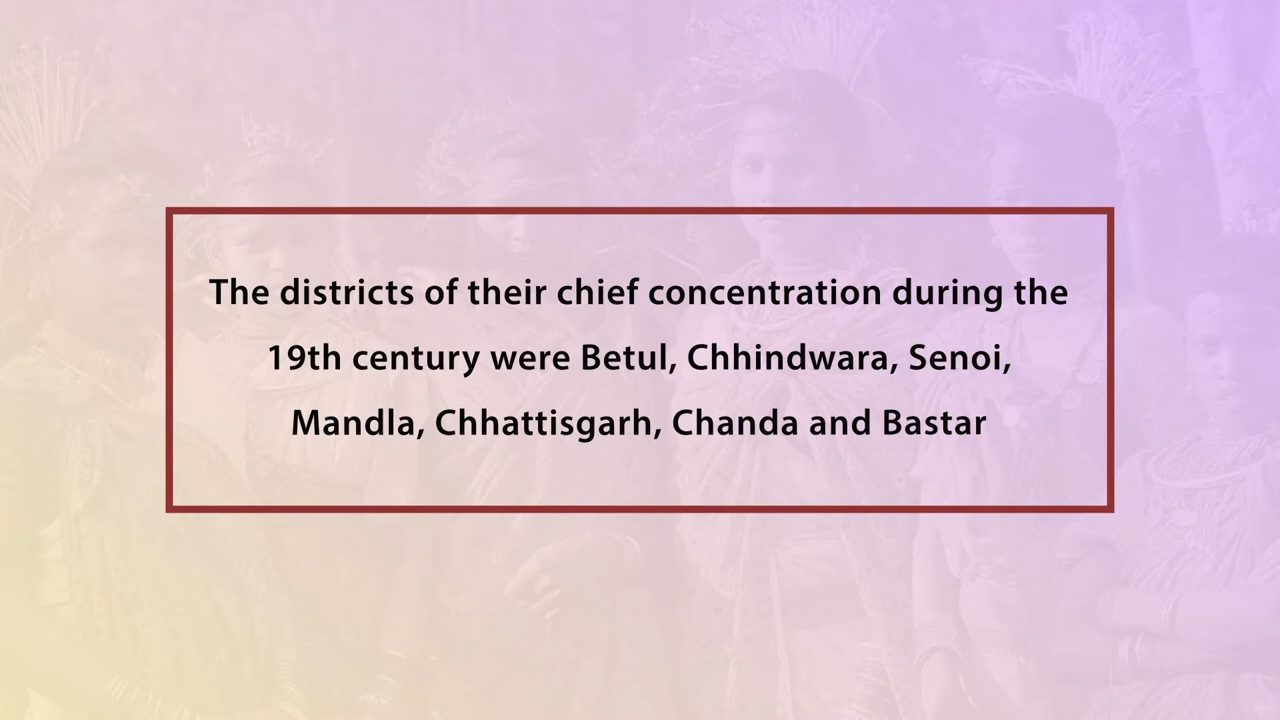 The districts of their chief concentration during the
19th century were Betul, Chhindwara, Senoi,
Mandla, Chhattisgarh, Chanda and Bastar